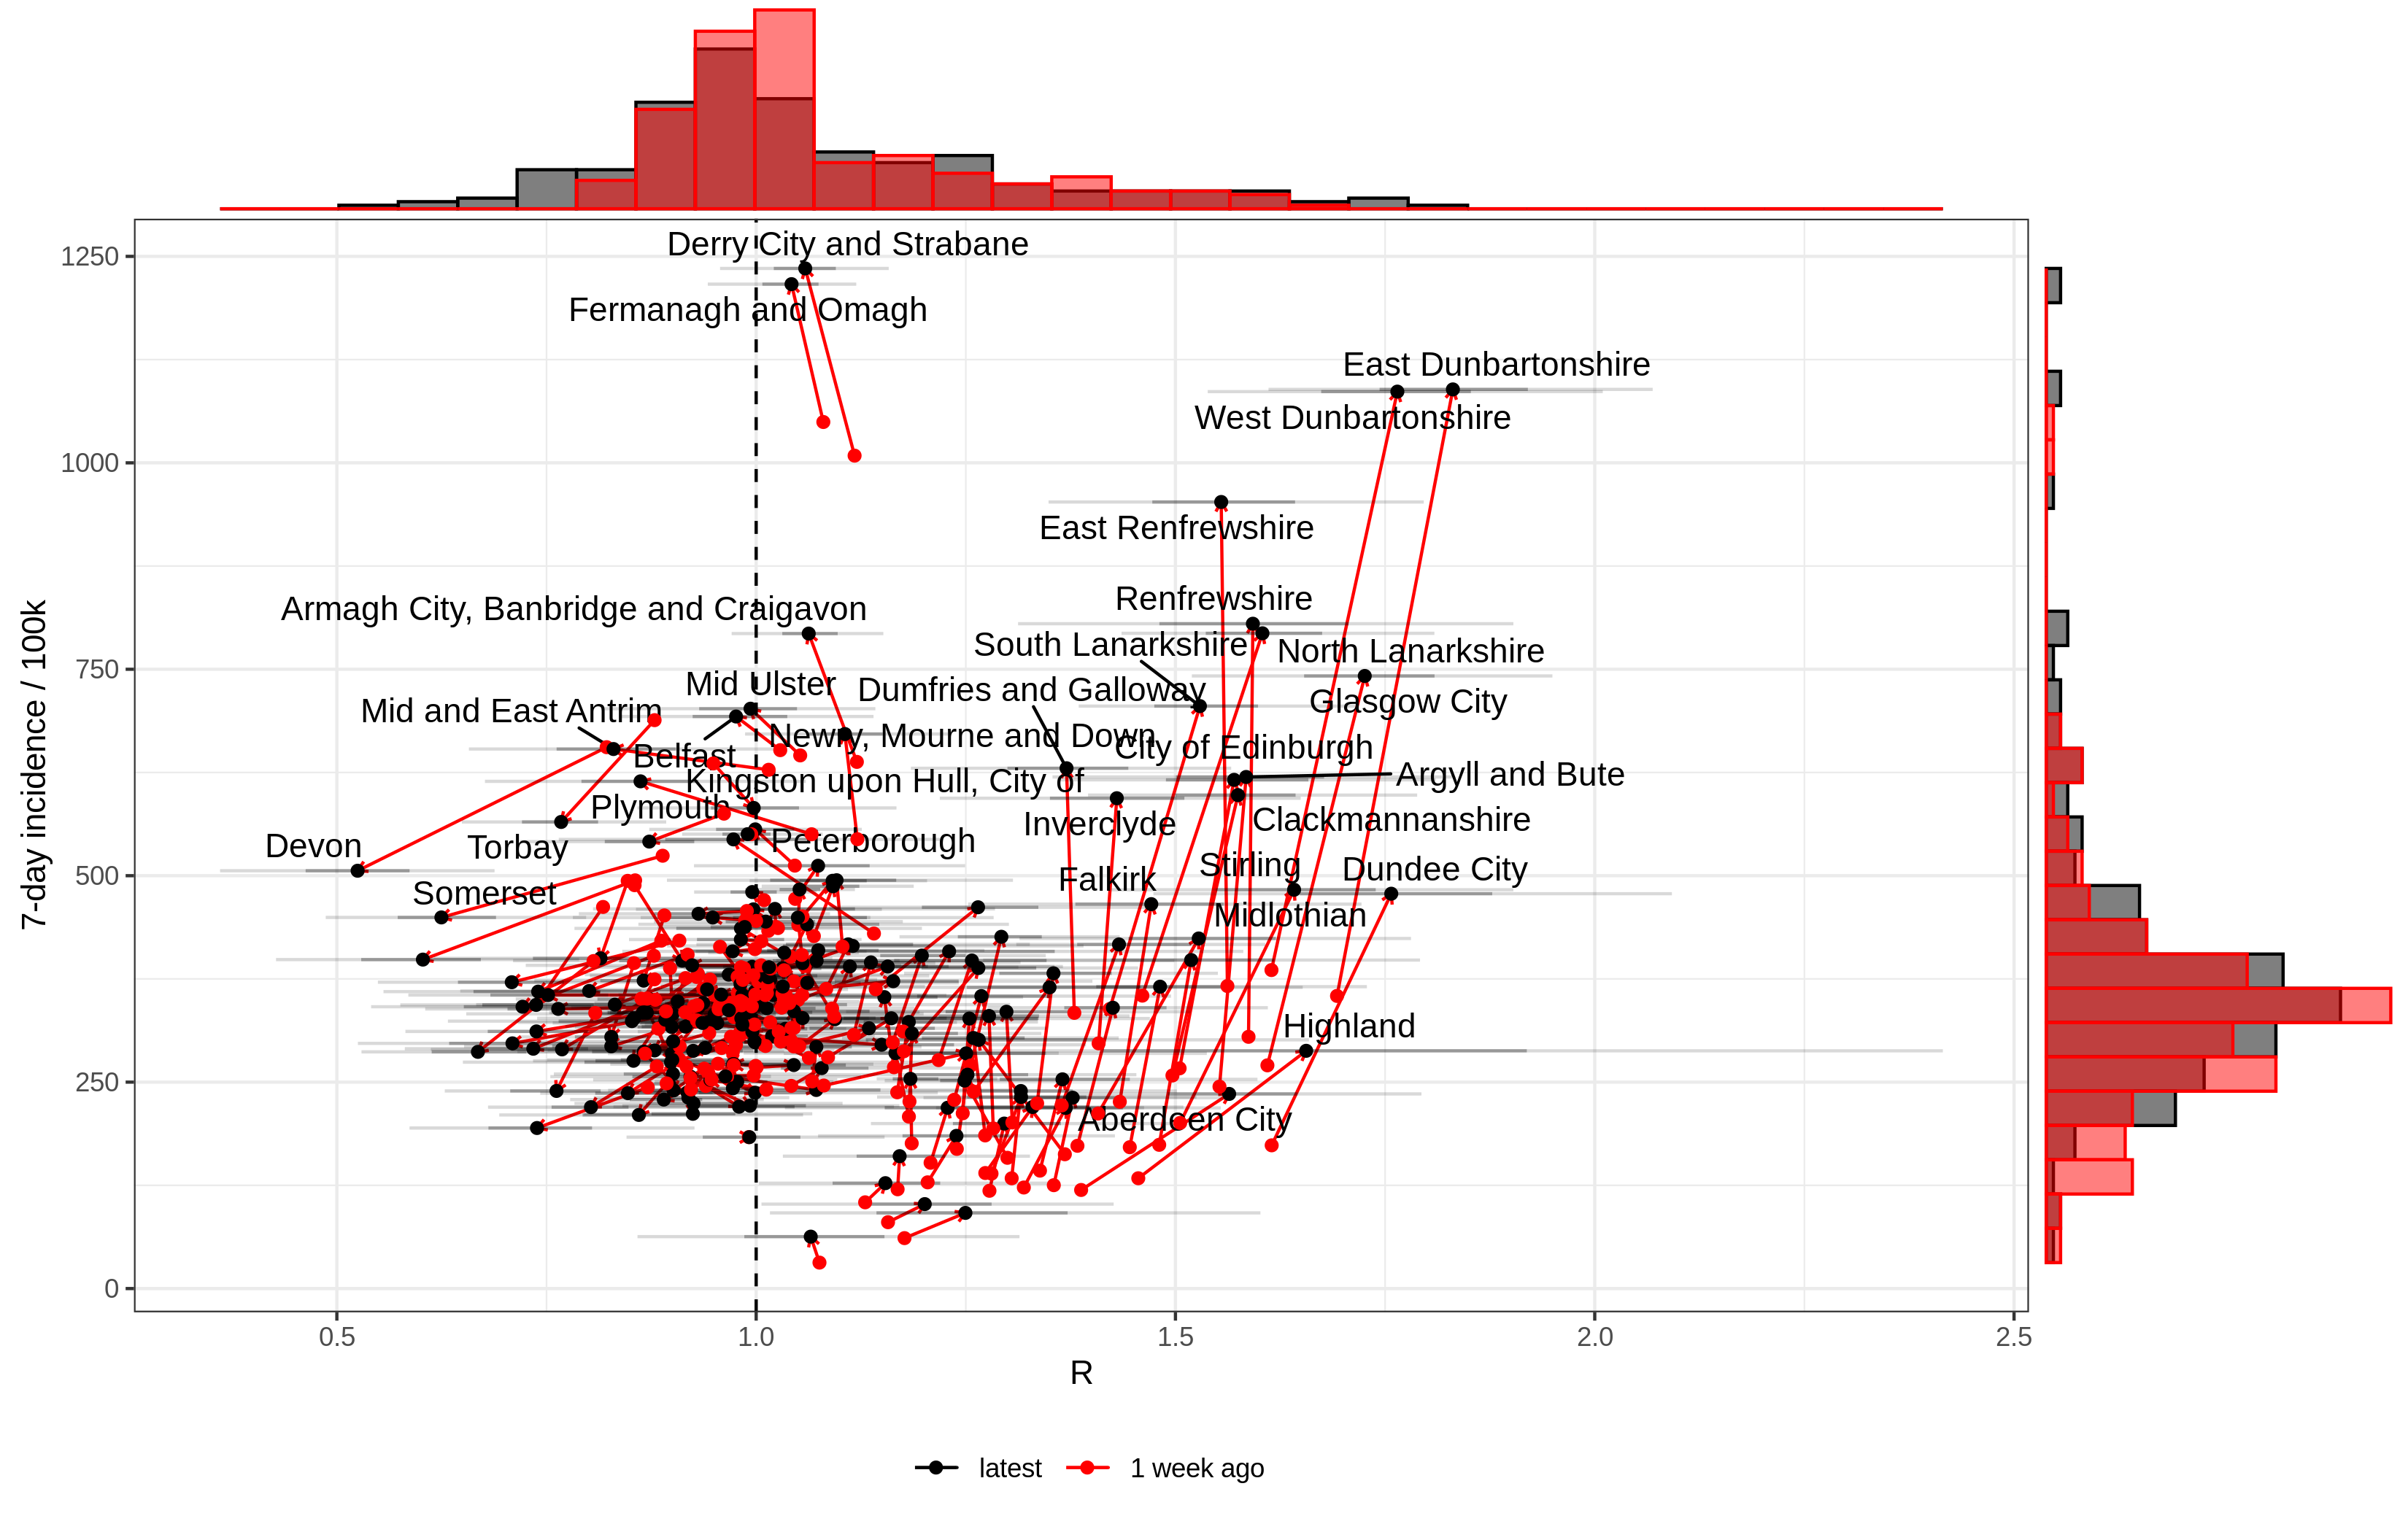 Derry City and Strabane
1250
Fermanagh and Omagh
East Dunbartonshire
West Dunbartonshire
1000
East Renfrewshire
Renfrewshire
Armagh City, Banbridge and Craigavon
South Lanarkshire
North Lanarkshire
750
Mid Ulster
Dumfries and Galloway
Glasgow City
Mid and East Antrim
Newry, Mourne and Down
City of Edinburgh
Belfast
Argyll and Bute
Kingston upon Hull, City of
Plymouth
Inverclyde
Clackmannanshire
Peterborough
Devon
Torbay
Stirling
Dundee City
500
Falkirk
Somerset
Midlothian
Highland
250
Aberdeen City
0
7-day incidence / 100k
0.5
1.0
1.5
2.0
2.5
R
latest
1 week ago